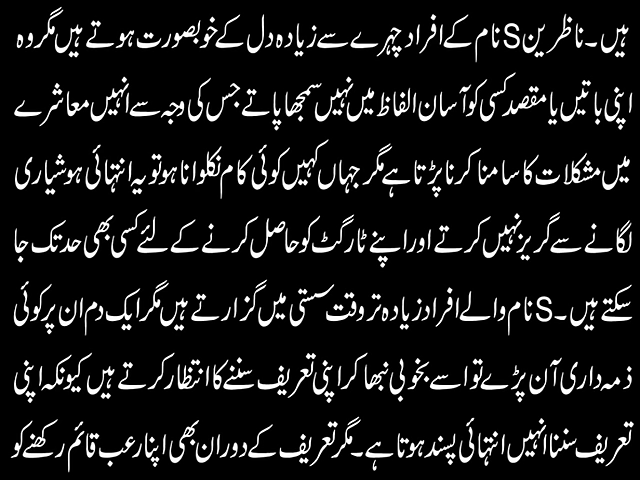 ہیں۔ناظرین S نام کے افراد چہرے سے زیادہ دل کے خوبصورت ہوتے ہیں مگر وہ
اپنی باتیں یا مقصد کسی کو آسان الفاظ میں نہیں سمجھا پاتے جس کی وجہ سے انہیں معاشرے
میں مشکلات کا سامنا کرنا پڑتا ہے مگر جہاں کہیں کوئی کام نکلوانا ہو تو یہ انتہائی ہوشیاری
لگانے سے گریز نہیں کرتے اور اپنے ٹارگٹ کو حاصل کرنے کے لئے کسی بھی حد تک جا
سکتے ہیں۔S نام والے افراد زیادہ تر وقت سستی میں گزارتے ہیں مگر ایک دم ان پر کوئی
ذمہ داری آن پڑے تو اسے بخوبی نبھا کر اپنی تعریف سننے کا انتظار کرتے ہیں کیونکہ اپنی
تعریف سننا انہیں انتہائی پسند ہوتا ہے۔مگر تعریف کے دوران بھی اپنا رعب قائم رکھنے کو